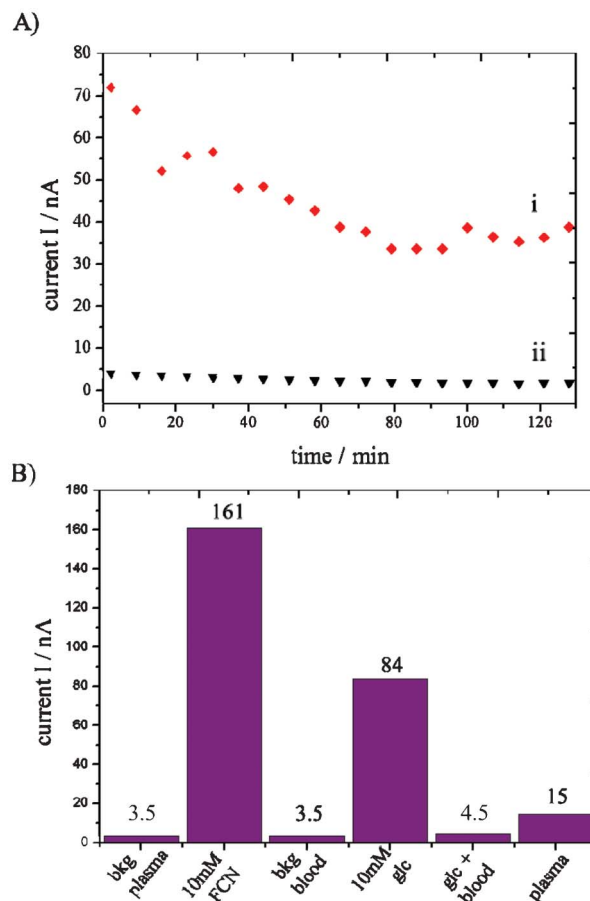 A)
80
70
60
50
40
30
20
10
0
current I / nA
i
ii
0 20 40 60 80 100 120
time / min
B)
180
160
140
120
100
80
60
40
20
0
current I / nA
3.5
161
3.5
84
4.5
15
bkg
plasma
10mM
FCN
bkg
blood
10mM
glc
glc +
blood
plasma